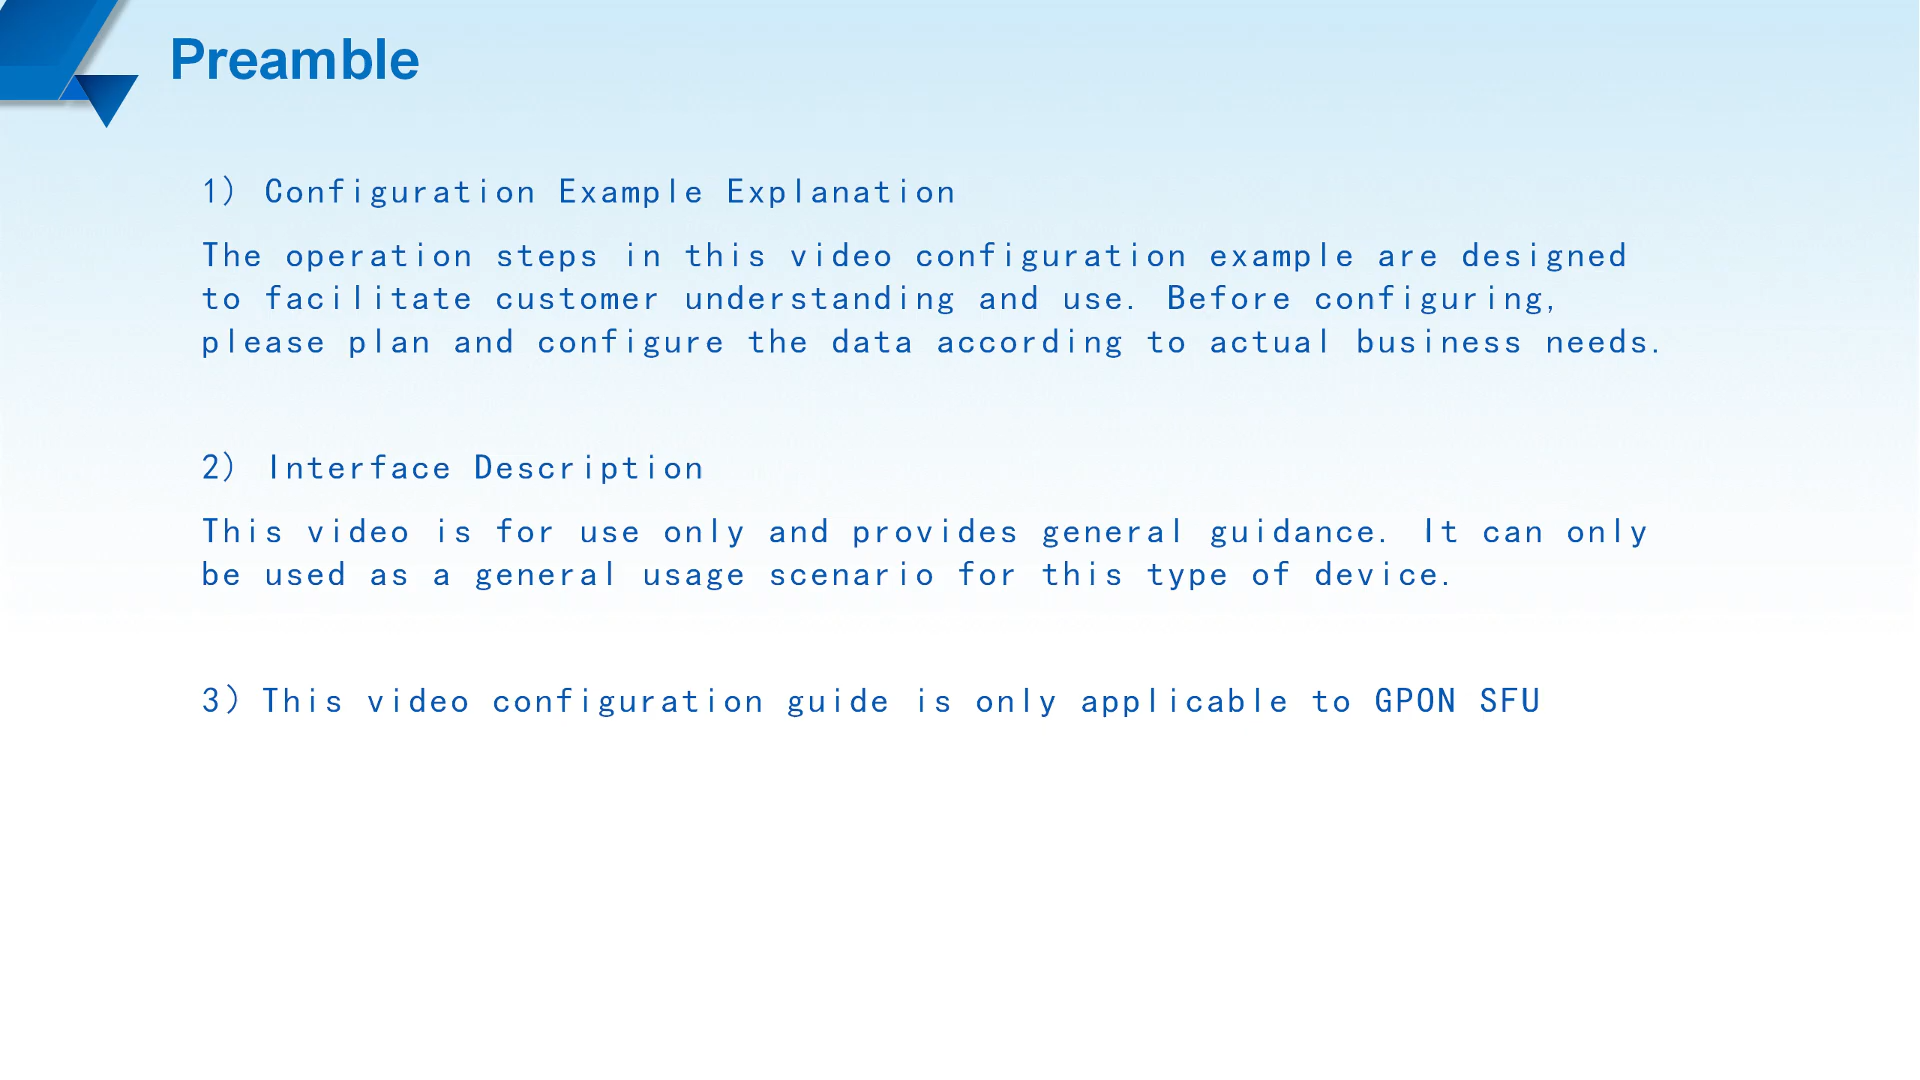 Preamble
1) Configuration Example Explanation
The operation steps in this video configuration example are designed
to facilitate customer understanding and use. Before configuring,
please plan and configure the data according to actual business needs.
2) Interface Description
This video is for use only and provides general guidance. It can only
be used as a general usage scenario for this type of device.
3) This video configuration guide is only applicable to GPON SFU